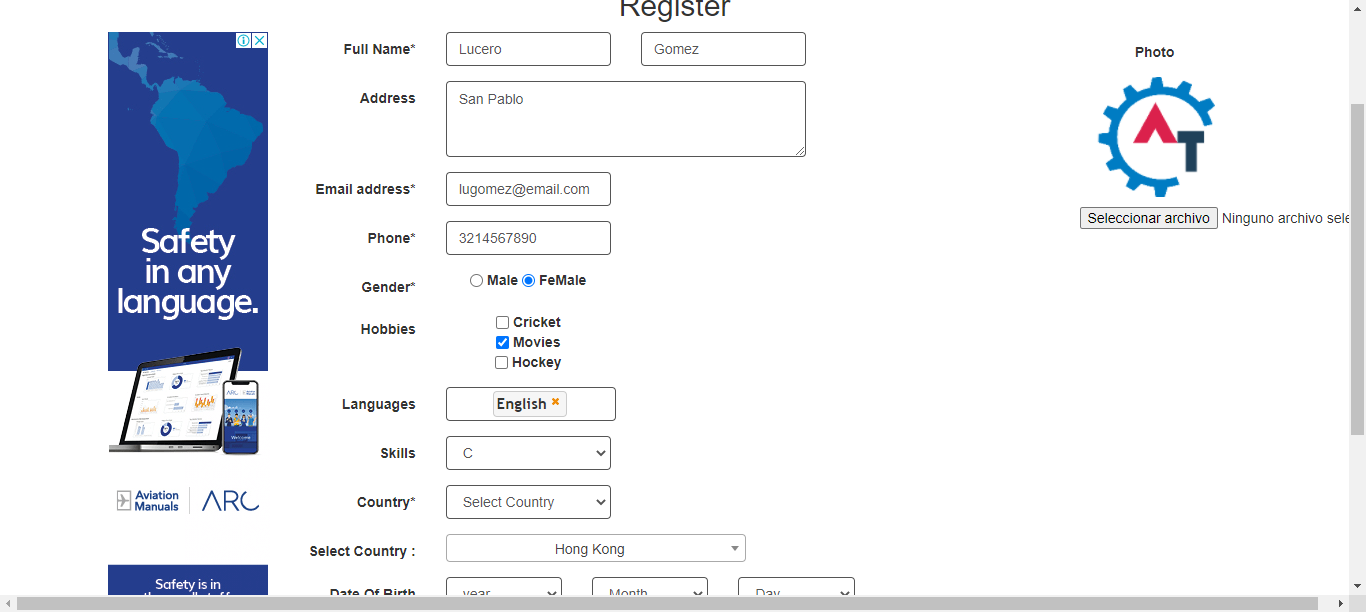 Register
Full Name*
Lucero
Gomez
Photo
Address
San Pablo
AT
Email address*
lugomez@email.com
Seleccionar archivo
Ninguno archivo sele
Phone*
3214567890
Gender*
Male
FeMale
Hobbies
Cricket
Movies
Hockey
Languages
English
Skills
C
Country*
Select Country
Select Country :
Hong Kong
Date Of Birth
year
Month
Day
Safety
in any
language.
Aviation
Manuals
ARC
Safety is in